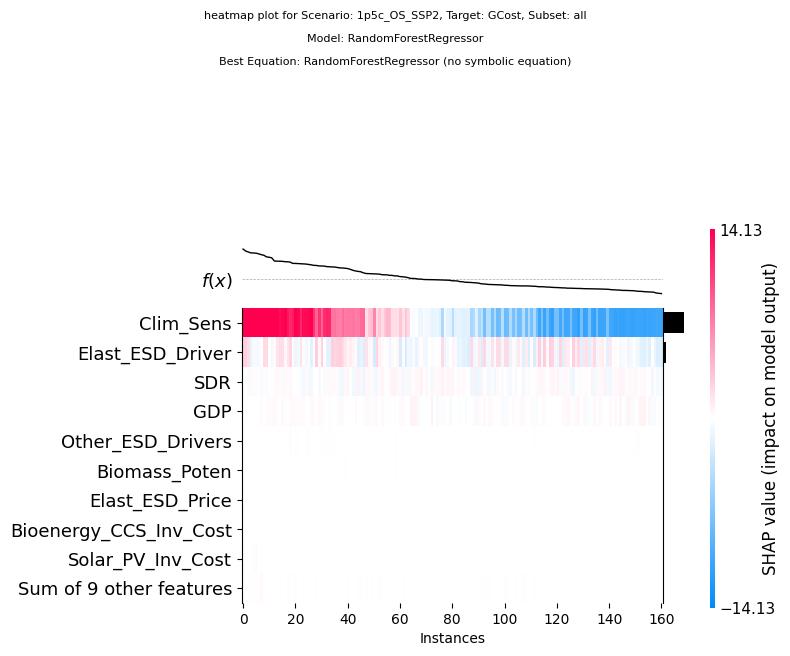 heatmap plot for Scenario: 1p5c_OS_SSP2, Target: GCost, Subset: all
Model: RandomForestRegressor
Best Equation: RandomForestRegressor (no symbolic equation)
14.13
f(x)
Clim_Sens
Elast_ESD_Driver
SDR
GDP
Other_ESD_Drivers
Biomass_Poten
Elast_ESD_Price
Bioenergy_CCS_Inv_Cost
Solar_PV_Inv_Cost
Sum of 9 other features
−14.13
SHAP value (impact on model output)
0 20 40 60 80 100 120 140 160
Instances